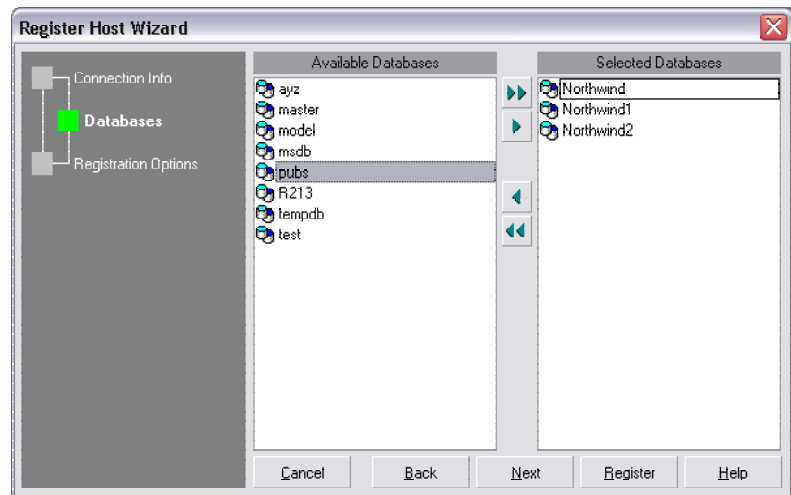 Register Host Wizard
Connection Info
Databases
Registration Options
Available Databases
ayz
master
model
msdb
pubs
R213
tempdb
test
Selected Databases
Northwind
Northwind1
Northwind2
Cancel
Back
Next
Register
Help